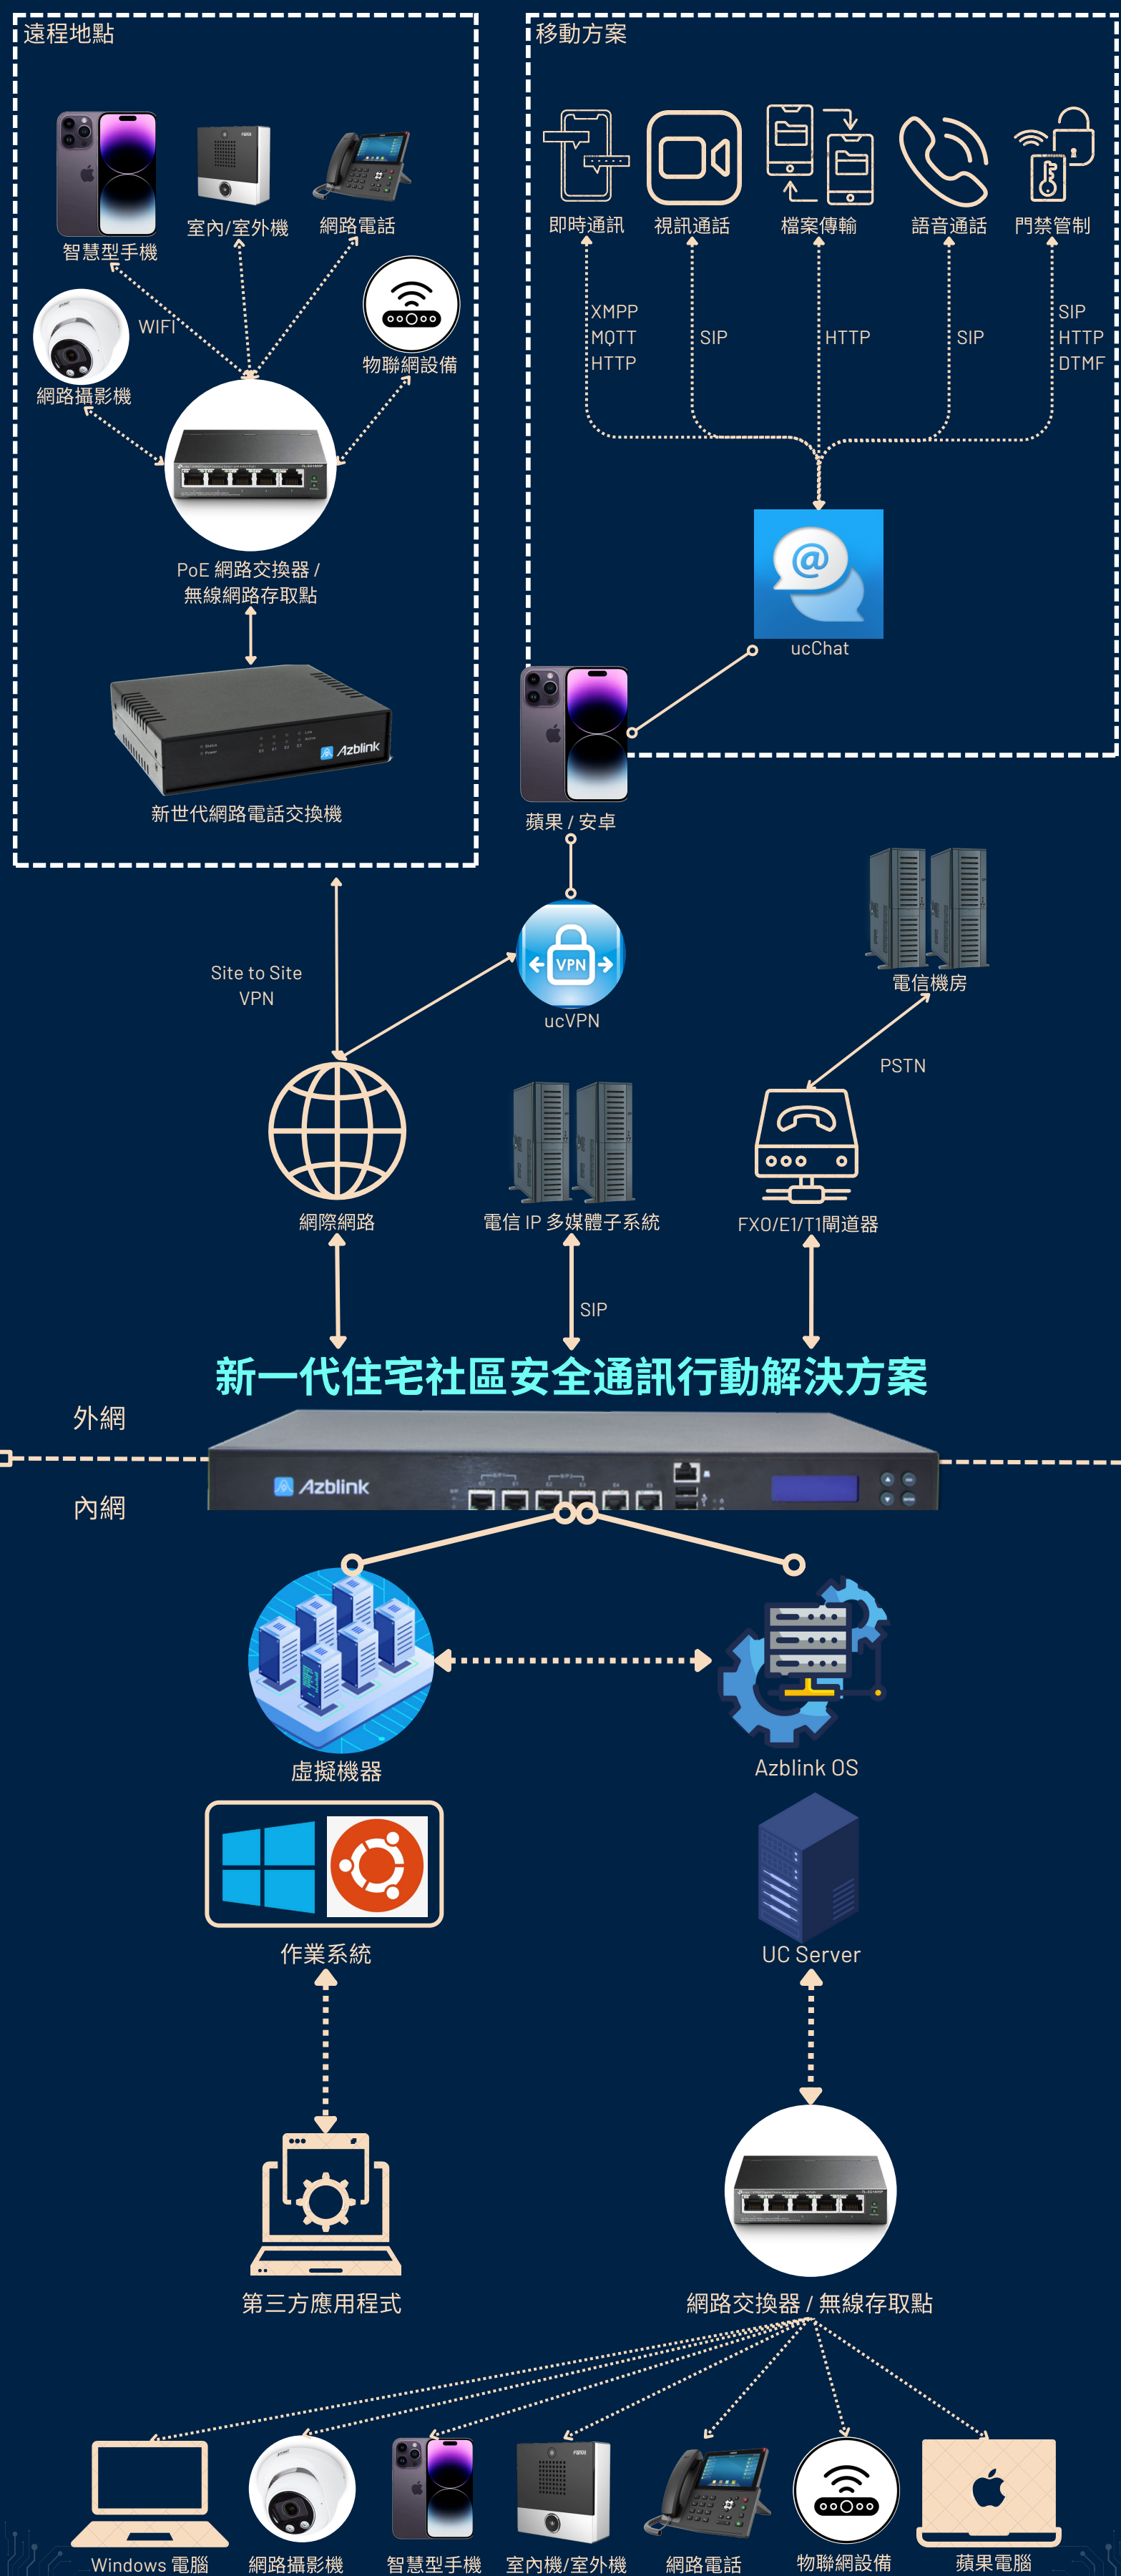 遠程地點
智慧型手機
室內/室外機
網路電話
WIFI
網路攝影機
物聯網設備
PoE 網路交換器 /
無線網路存取點
Azblink
新世代網路電話交換機
移動方案
即時通訊
視訊通話
檔案傳輸
語音通話
門禁管制
XMPP
MQTT
HTTP
SIP
HTTP
SIP
SIP
HTTP
DTMF
@
ucChat
蘋果 / 安卓
VPN
ucVPN
Site to Site
VPN
電信機房
PSTN
網際網路
電信 IP 多媒體子系統
FXO/E1/T1閘道器
SIP
新一代住宅社區安全通訊行動解決方案
外網
Azblink
內網
虛擬機器
Azblink OS
作業系統
UC Server
第三方應用程式
網路交換器 / 無線存取點
Windows 電腦
網路攝影機
智慧型手機
室內機/室外機
網路電話
物聯網設備
蘋果電腦